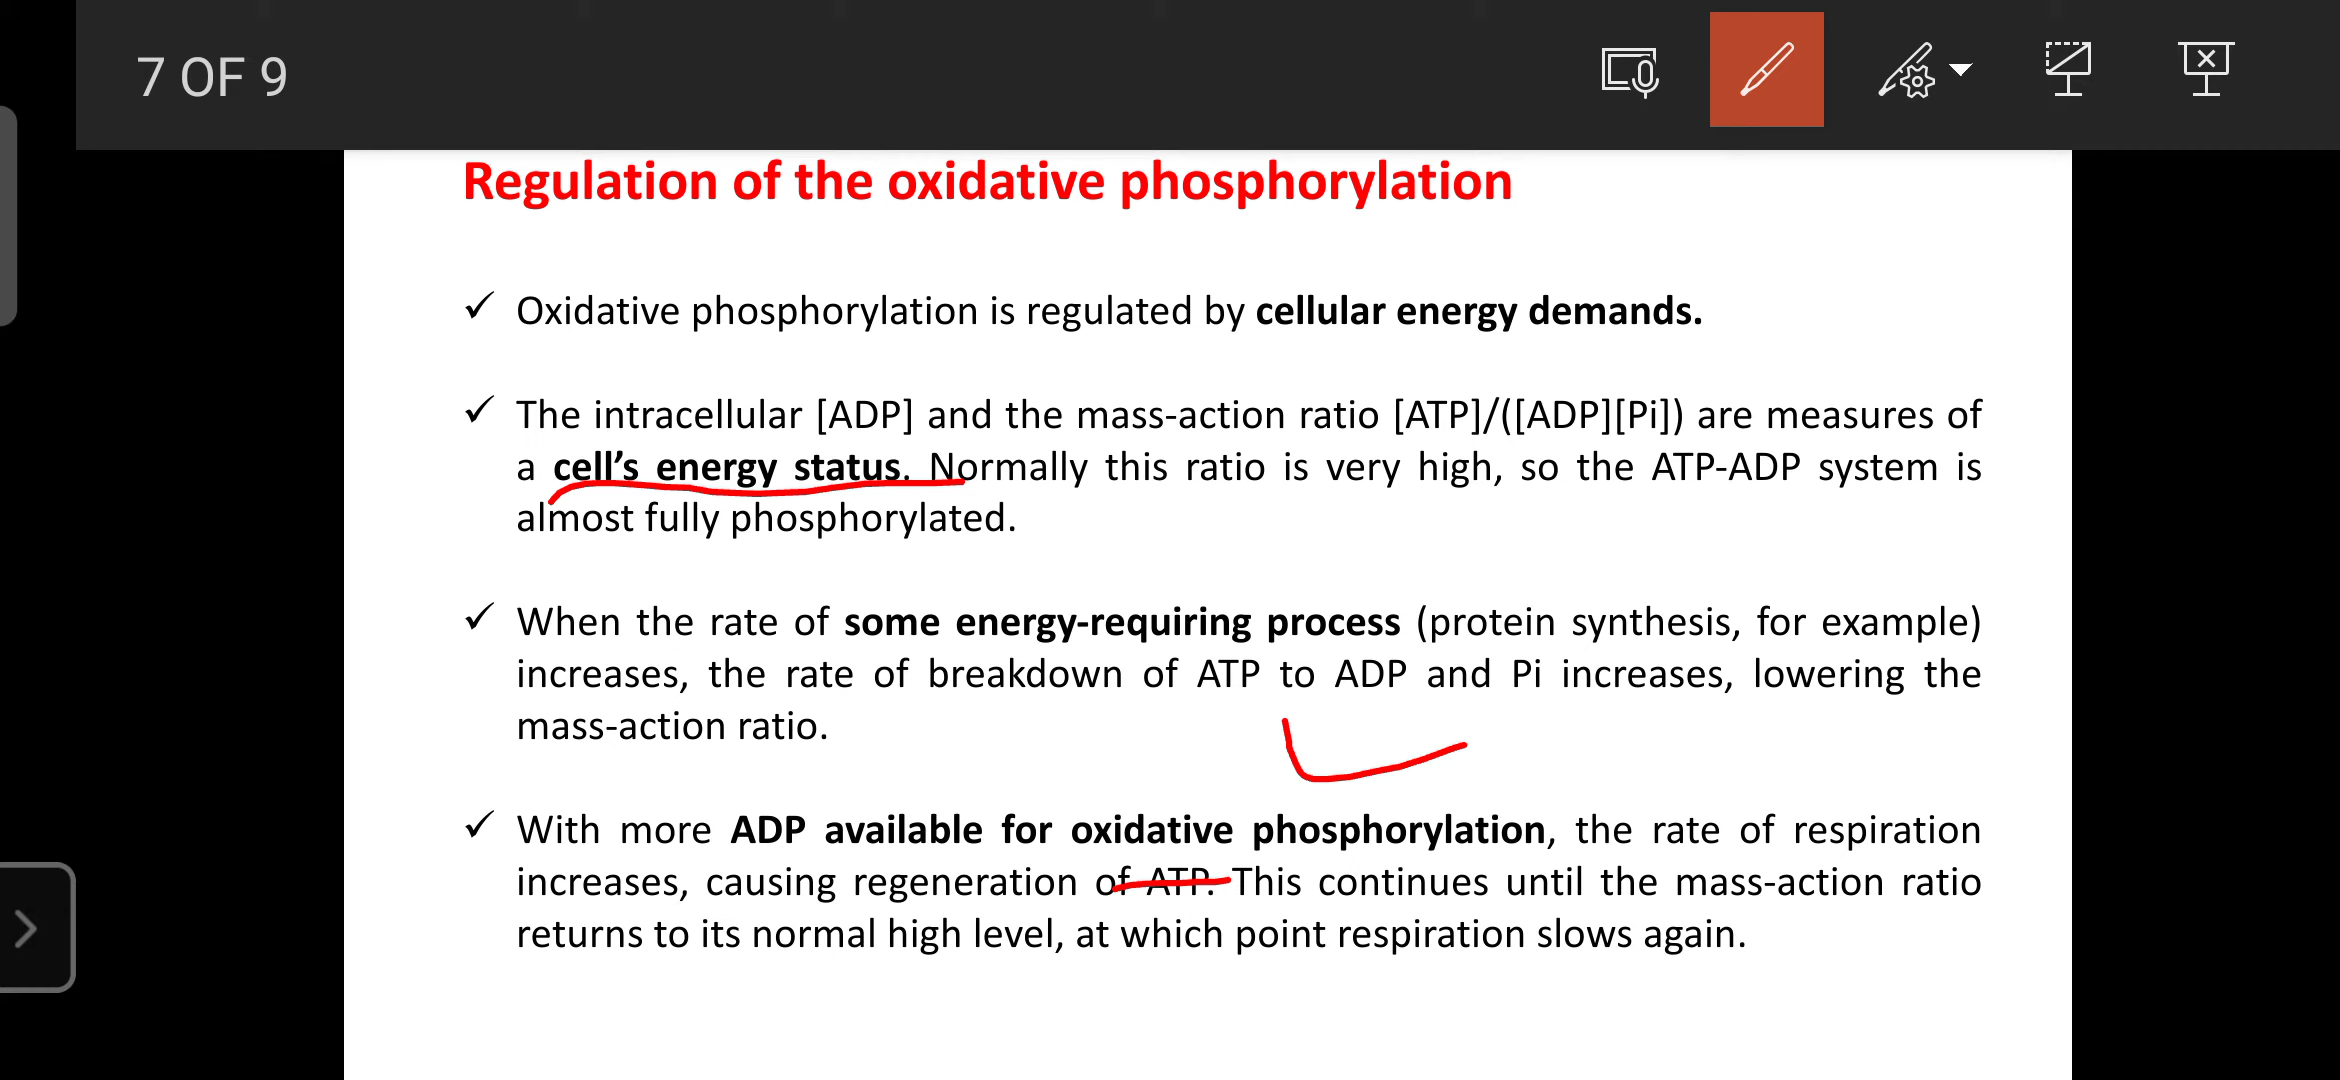 7 OF 9
Regulation of the oxidative phosphorylation
✓ Oxidative phosphorylation is regulated by cellular energy demands.
✓ The intracellular [ADP] and the mass-action ratio [ATP]/([ADP][Pi]) are measures of
a cell’s energy status. Normally this ratio is very high, so the ATP-ADP system is
almost fully phosphorylated.
✓ When the rate of some energy-requiring process (protein synthesis, for example)
increases, the rate of breakdown of ATP to ADP and Pi increases, lowering the
mass-action ratio.
✓ With more ADP available for oxidative phosphorylation, the rate of respiration
increases, causing regeneration of ATP. This continues until the mass-action ratio
returns to its normal high level, at which point respiration slows again.